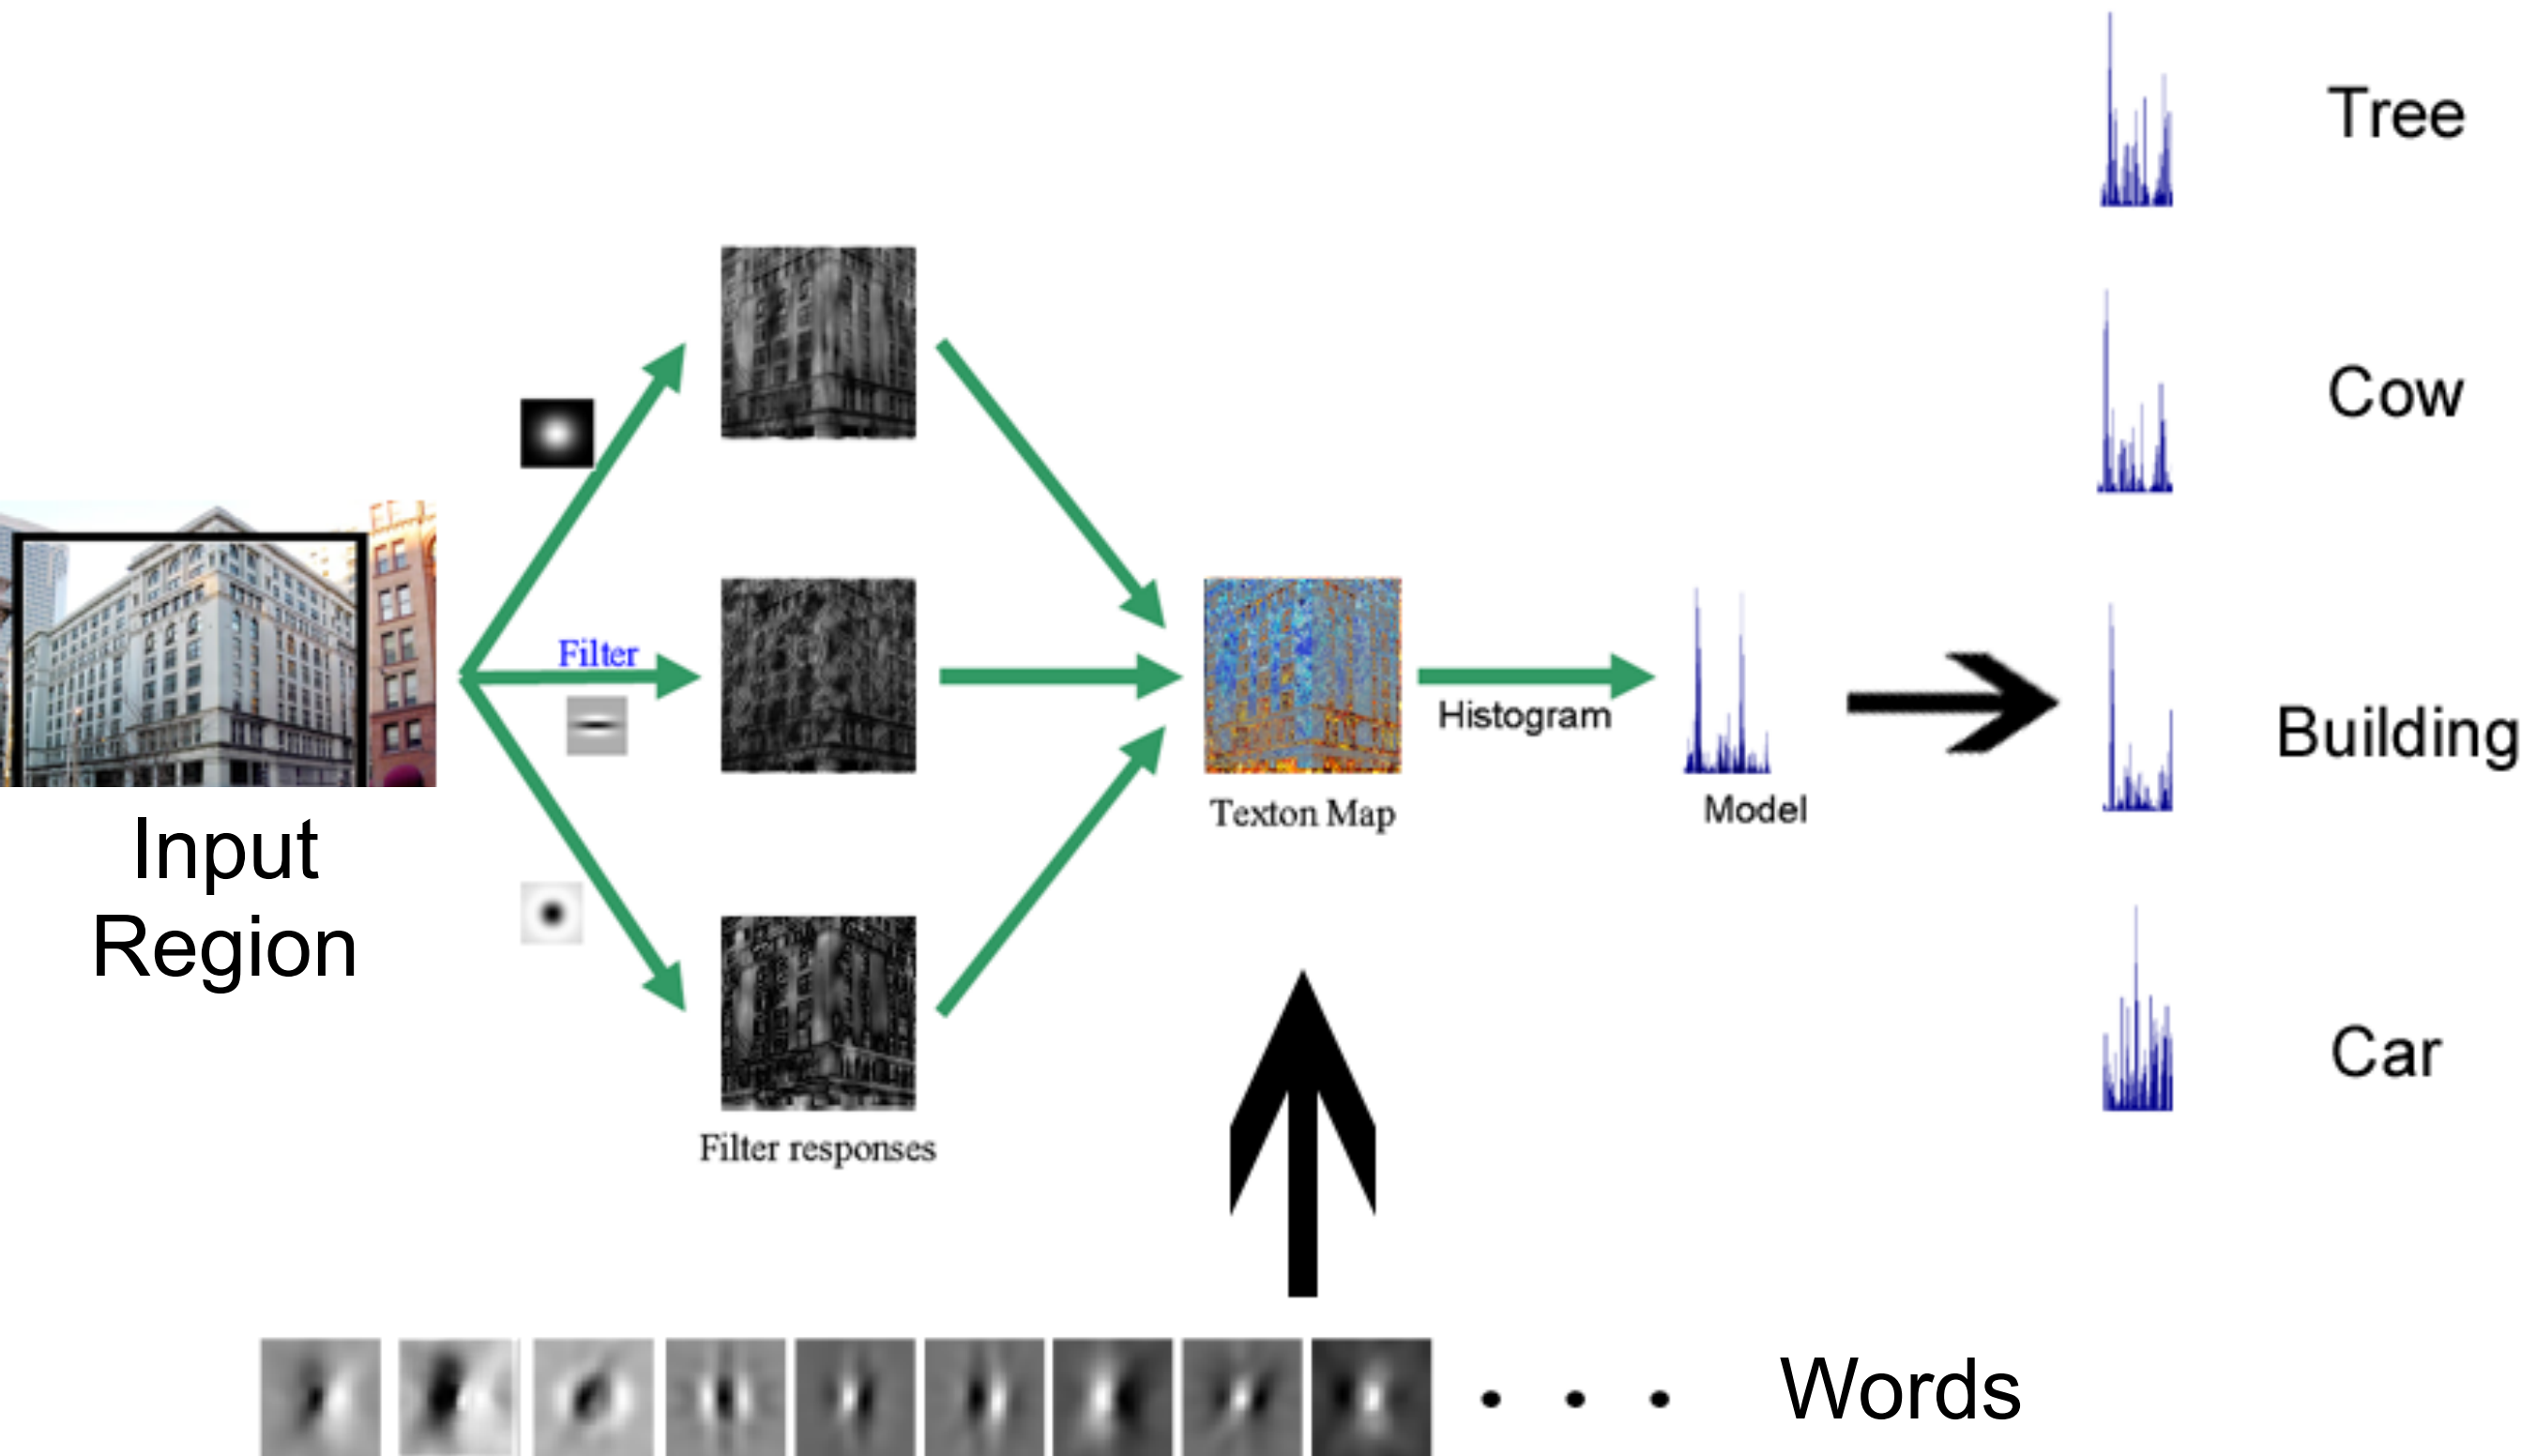 Tree
Cow
Filter
Histogram
Building
Input
Region
Texton Map
Model
Car
Filter responses
Words